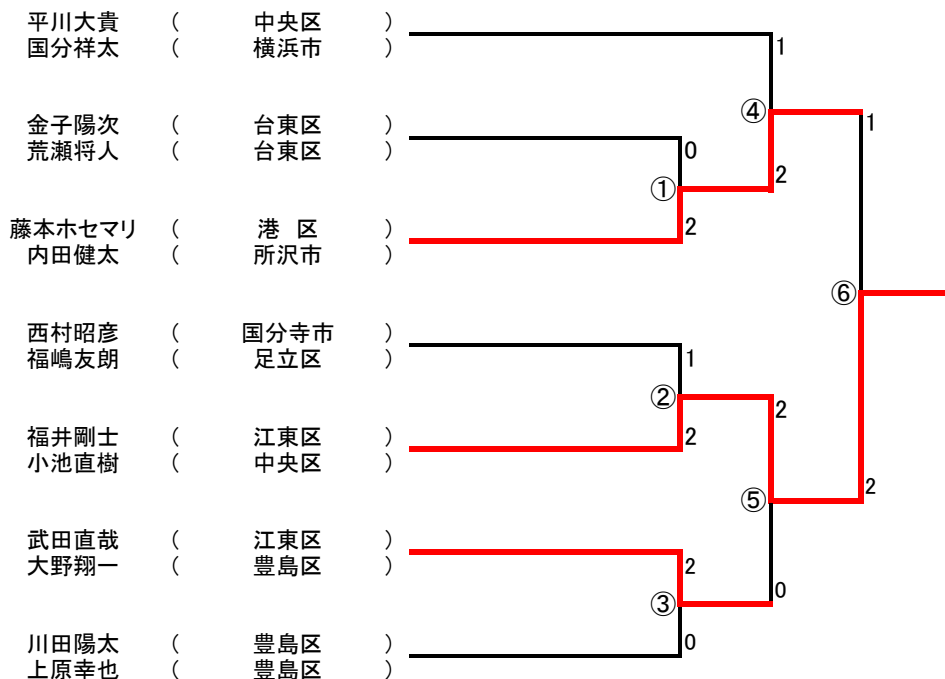 平川大貴 ( 中央区 )
国分祥太 ( 横浜市 )
1
金子陽次 ( 台東区 )
荒瀬将人 ( 台東区 )
④
1
0
①
2
藤本ホセマリ ( 港 区 )
内田健太 ( 所沢市 )
2
⑥
西村昭彦 ( 国分寺市 )
福嶋友朗 ( 足立区 )
1
②
2
福井剛士 ( 江東区 )
小池直樹 ( 中央区 )
2
⑤
2
武田直哉 ( 江東区 )
大野翔一 ( 豊島区 )
2
③
0
川田陽太 ( 豊島区 )
上原幸也 ( 豊島区 )
0